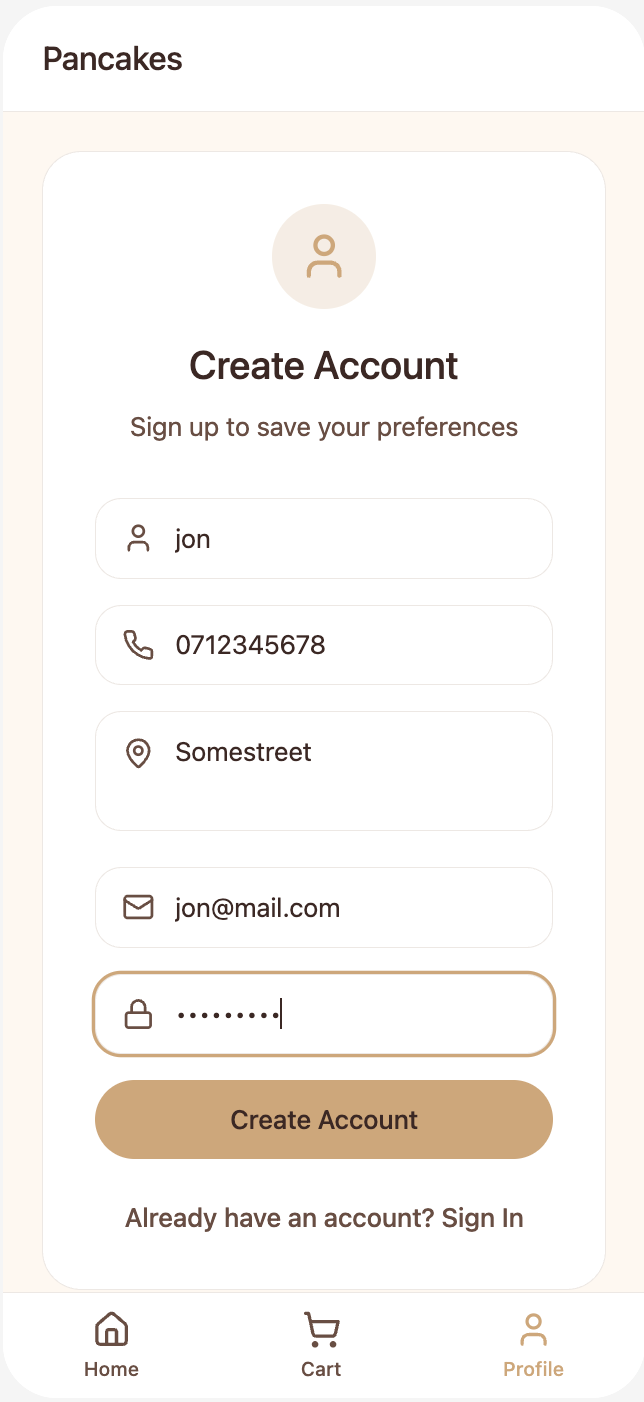 Pancakes
Create Account
Sign up to save your preferences
jon
0712345678
Somestreet
jon@mail.com
•••••••••
Create Account
Already have an account? Sign In
Home
Cart
Profile